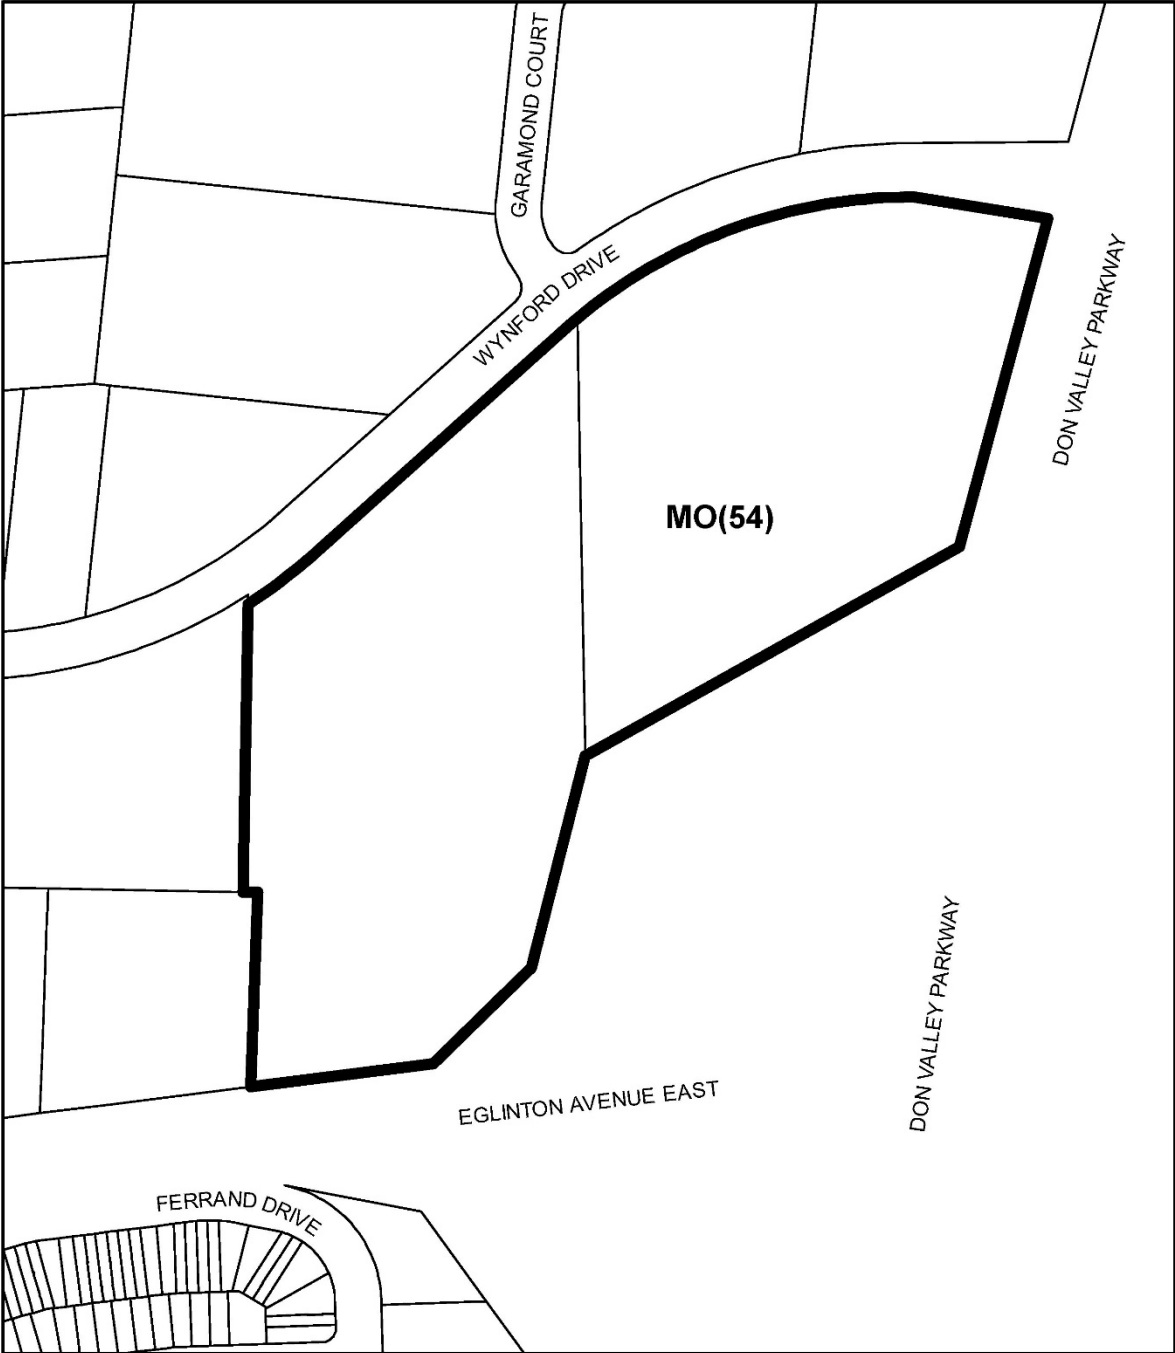 GARAMOND COURT
WYNFORD DRIVE
DON VALLEY PARKWAY
MO(54)
DON VALLEY PARKWAY
EGLINTON AVENUE EAST
FERRAND DRIVE